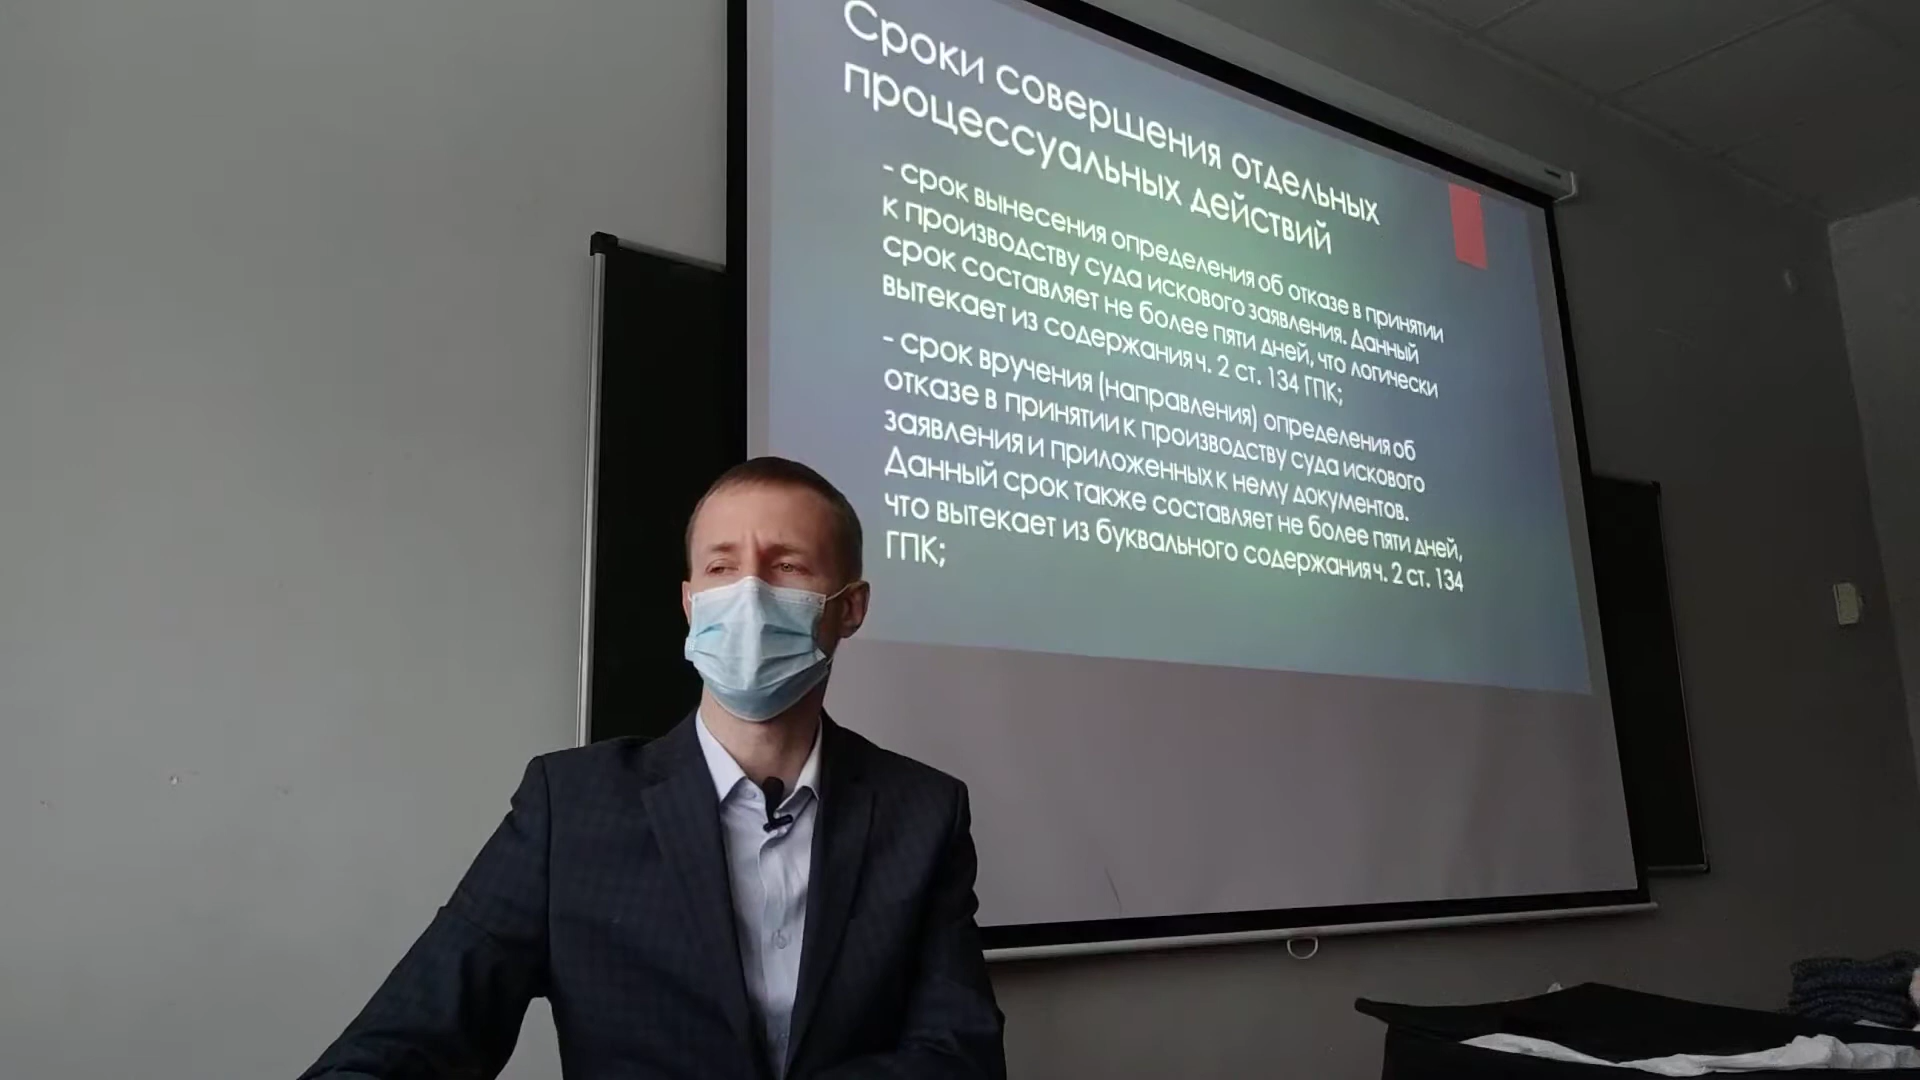 Сроки совершения отдельных
процессуальных действий
- срок вынесения определения об отказе в принятии
к производству суда искового заявления. Данный
срок составляет не более пяти дней, что логически
вытекает из содержания ч. 2 ст. 134 ГПК;
- срок вручения (направления) определения об
отказе в принятии к производству суда искового
заявления и приложенных к нему документов.
Данный срок также составляет не более пяти дней,
что вытекает из буквального содержания ч. 2 ст. 134
ГПК;